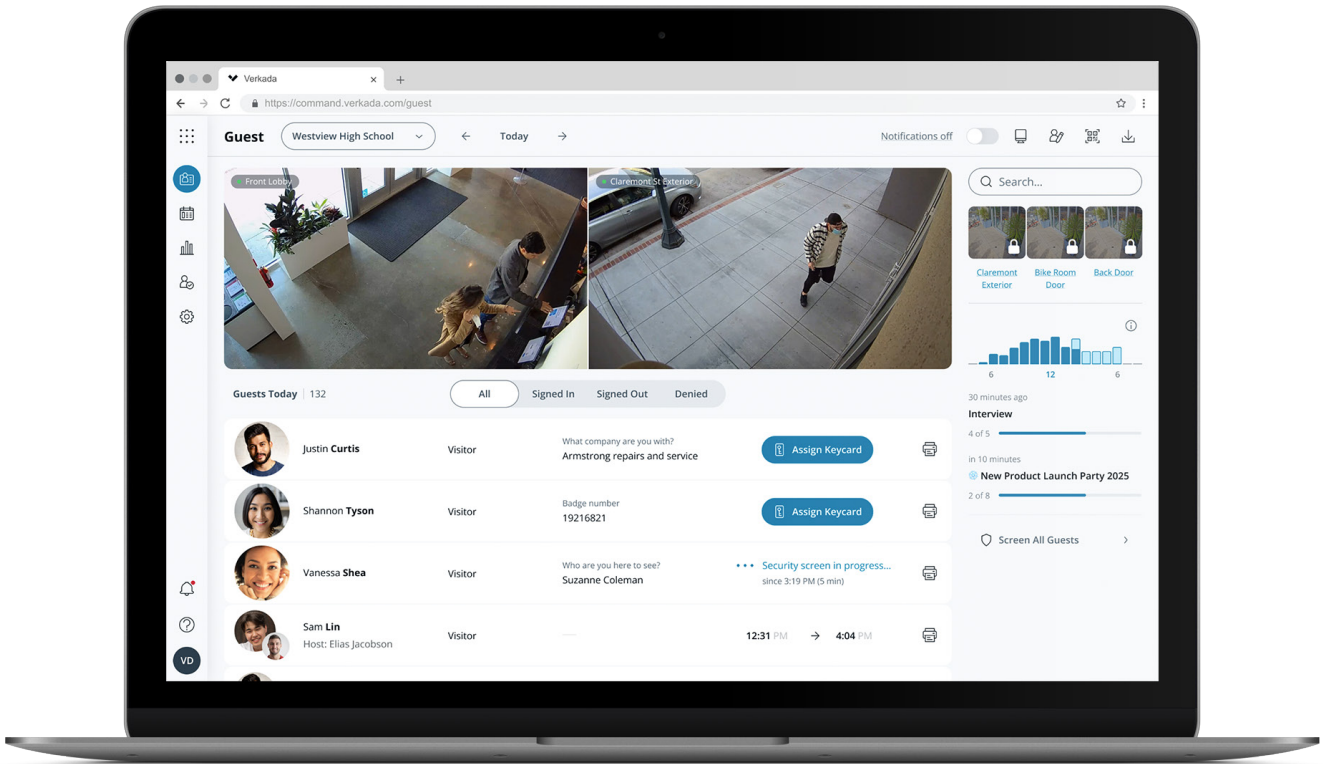 Verkada
https://command.verkada.com/guest
Guest
Westview High School
Today
Notifications off
Front Lobby
Claremont St Exterior
Search...
Claremont Exterior
Bike Room Door
Back Door
6 12 6
30 minutes ago
Interview
4 of 5
in 10 minutes
New Product Launch Party 2025
2 of 8
Screen All Guests
Guests Today 132
All Signed In Signed Out Denied
Justin Curtis
Visitor
What company are you with?
Armstrong repairs and service
Assign Keycard
Shannon Tyson
Visitor
Badge number
19216821
Assign Keycard
Vanessa Shea
Visitor
Who are you here to see?
Suzanne Coleman
Security screen in progress...
since 3:19 PM (5 min)
Sam Lin
Host: Elias Jacobson
Visitor
12:31 PM → 4:04 PM
VD